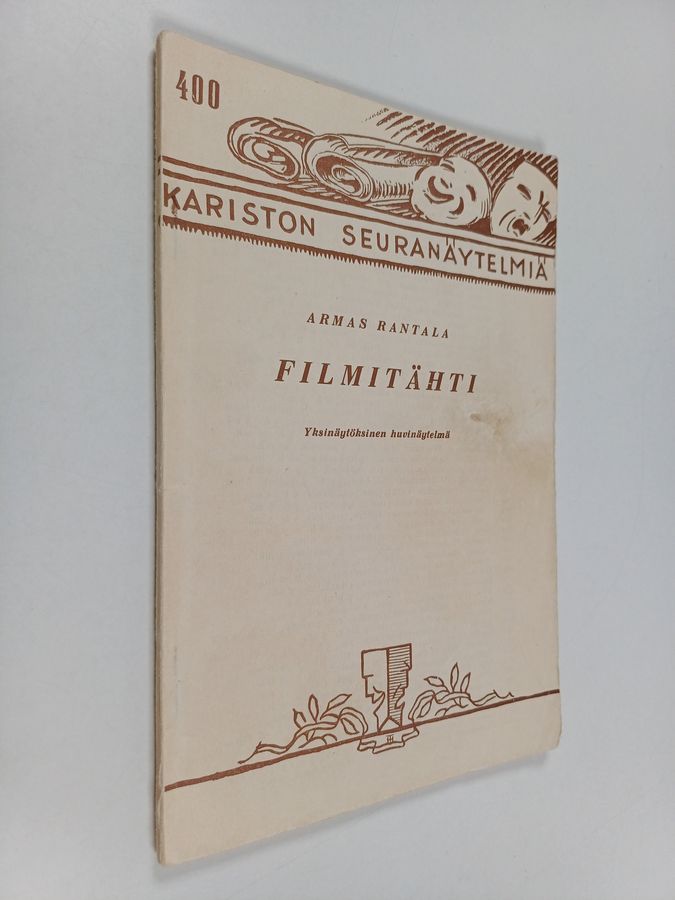 400
KARISTON SEURANÄYTELMIÄ
ARMAS RANTALA
FILMITÄHTI
Yksinäytöksinen huvinäytelmä